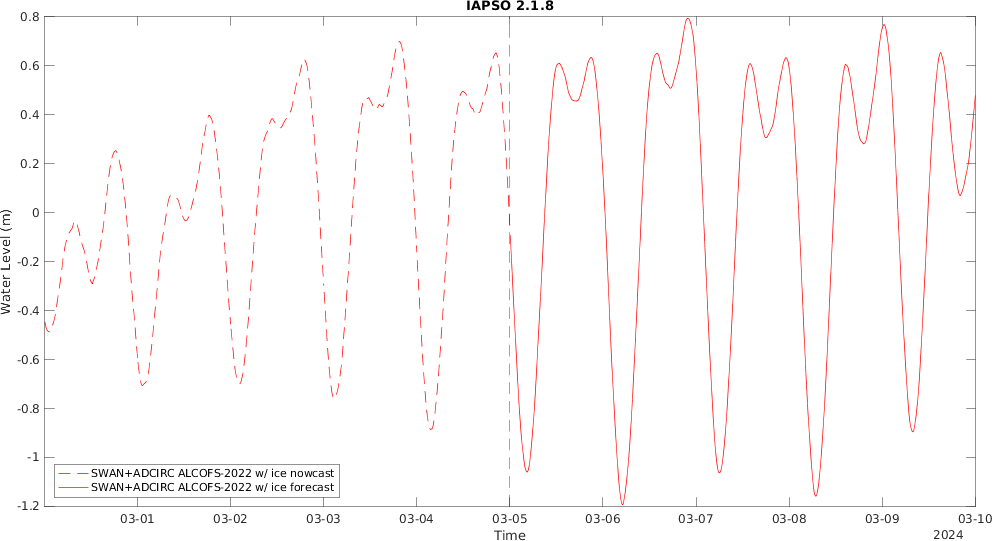 IAPSO 2.1.8
0.8
0.6
0.4
0.2
0
-0.2
-0.4
-0.6
-0.8
-1
-1.2
Water Level (m)
SWAN+ADCIRC ALCOFS-2022 w/ ice nowcast
SWAN+ADCIRC ALCOFS-2022 w/ ice forecast
03-01 03-02 03-03 03-04 03-05 03-06 03-07 03-08 03-09 03-10
Time
2024